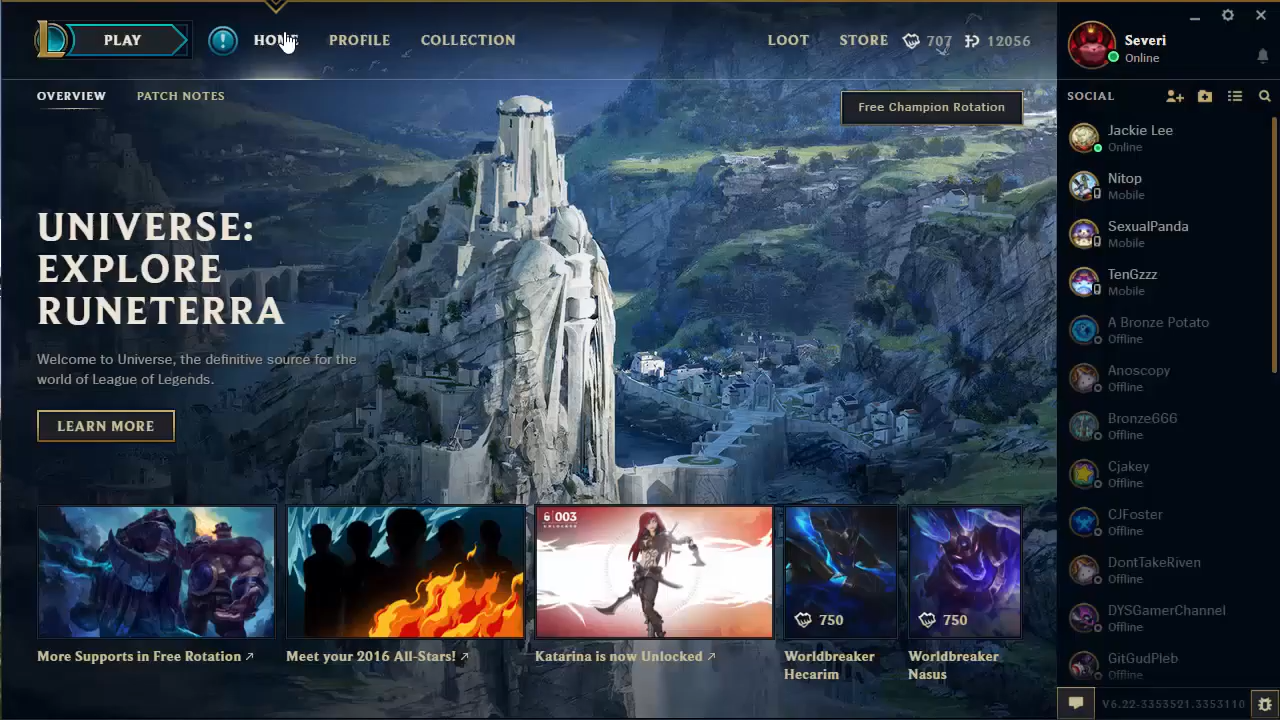 PLAY
HOME
PROFILE
COLLECTION
LOOT
STORE
707
12056
Severi
Online
OVERVIEW
PATCH NOTES
Free Champion Rotation
SOCIAL
UNIVERSE:
EXPLORE
RUNETERRA
Welcome to Universe, the definitive source for the
world of League of Legends.
LEARN MORE
Jackie Lee
Online
Nitop
Mobile
SexualPanda
Mobile
TenGzzz
Mobile
A Bronze Potato
Offline
Anoscopy
Offline
Bronze666
Offline
Cjakey
Offline
CJFoster
Offline
DontTakeRiven
Offline
DYSGamerChannel
Offline
GitGudPleb
Offline
003
750
750
More Supports in Free Rotation
Meet your 2016 All-Stars!
Katarina is now Unlocked
Worldbreaker
Hecarim
Worldbreaker
Nasus
V6.22-3353521.3353110